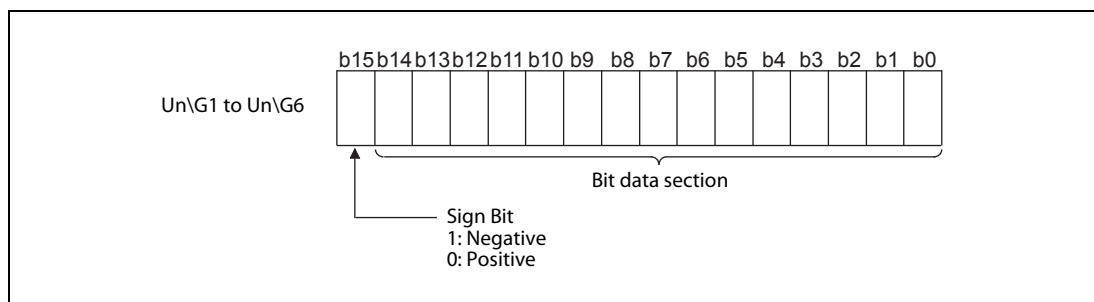 b15 b14 b13 b12 b11 b10 b9 b8 b7 b6 b5 b4 b3 b2 b1 b0
Un\G1 to Un\G6
Bit data section
Sign Bit
1: Negative
0: Positive